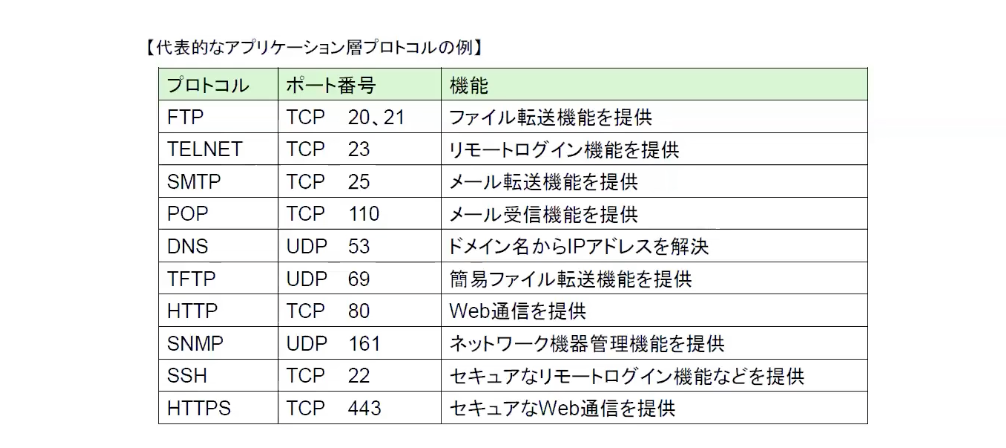 【代表的なアプリケーション層プロトコルの例】
プロトコル ポート番号 機能
FTP TCP 20、21 ファイル転送機能を提供
TELNET TCP 23 リモートログイン機能を提供
SMTP TCP 25 メール転送機能を提供
POP TCP 110 メール受信機能を提供
DNS UDP 53 ドメイン名からIPアドレスを解決
TFTP UDP 69 簡易ファイル転送機能を提供
HTTP TCP 80 Web通信を提供
SNMP UDP 161 ネットワーク機器管理機能を提供
SSH TCP 22 セキュアなリモートログイン機能などを提供
HTTPS TCP 443 セキュアなWeb通信を提供